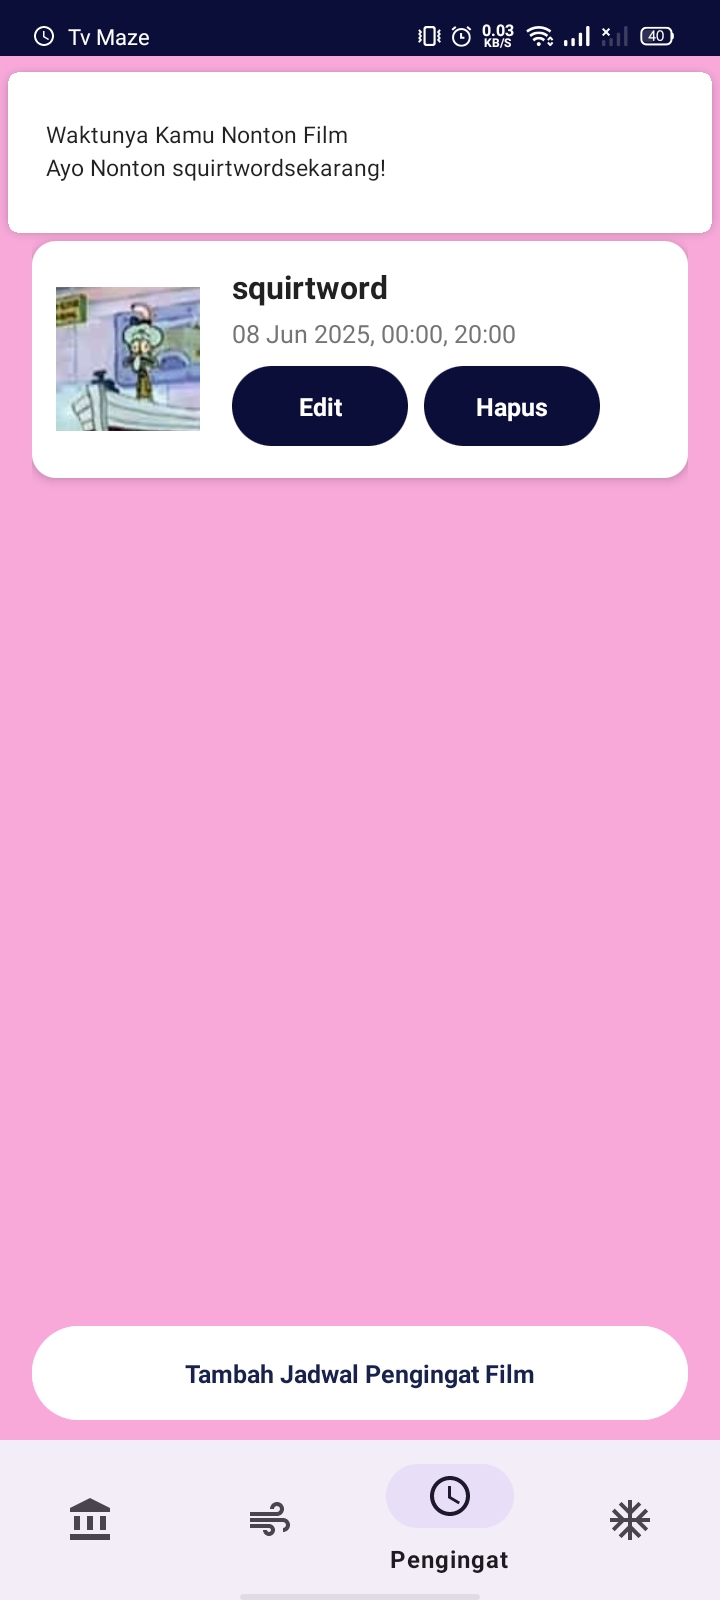 Tv Maze
0.03
KB/S
40
Waktunya Kamu Nonton Film
Ayo Nonton squirtwordsekarang!
squirtword
08 Jun 2025, 00:00, 20:00
Edit
Hapus
Tambah Jadwal Pengingat Film
Pengingat